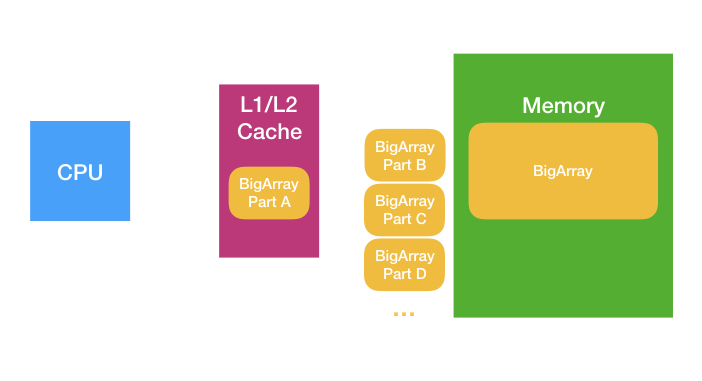 CPU
L1/L2
Cache
BigArray
Part A
BigArray
Part B
BigArray
Part C
BigArray
Part D
...
Memory
BigArray